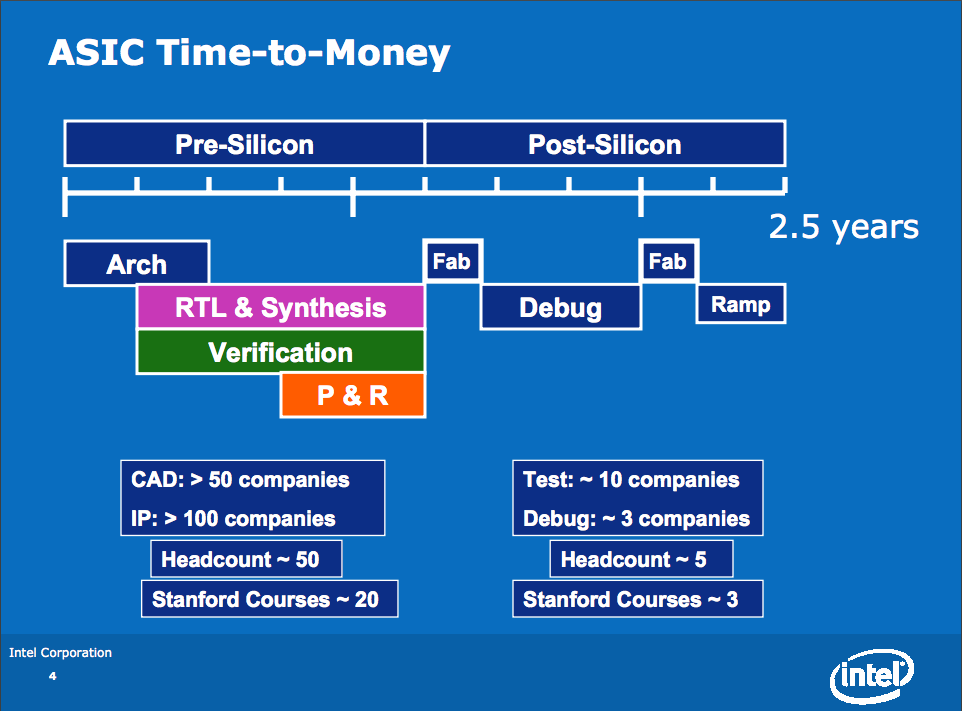 ASIC Time-to-Money
Pre-Silicon
Post-Silicon
2.5 years
Arch
Fab
Fab
RTL & Synthesis
Debug
Ramp
Verification
P & R
CAD: > 50 companies
IP: > 100 companies
Headcount ~ 50
Stanford Courses ~ 20
Test: ~ 10 companies
Debug: ~ 3 companies
Headcount ~ 5
Stanford Courses ~ 3
Intel Corporation
4
intel®